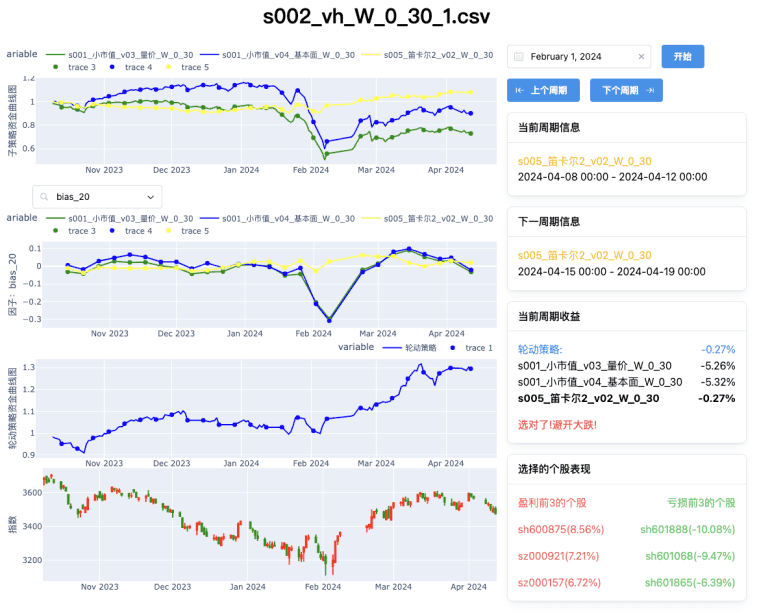 s002_vh_W_0_30_1.csv
ariable s001_小市值_v03_量价_W_0_30 s001_小市值_v04_基本面_W_0_30 s005_笛卡尔2_v02_W_0_30
trace 3 trace 4 trace 5
子策略资金曲线图
1.2
1
0.8
0.6
Nov 2023 Dec 2023 Jan 2024 Feb 2024 Mar 2024 Apr 2024
bias_20
ariable s001_小市值_v03_量价_W_0_30 s001_小市值_v04_基本面_W_0_30 s005_笛卡尔2_v02_W_0_30
trace 3 trace 4 trace 5
因子: bias_20
0.1
0
−0.1
−0.2
−0.3
Nov 2023 Dec 2023 Jan 2024 Feb 2024 Mar 2024 Apr 2024
variable 轮动策略 trace 1
轮动策略资金曲线图
1.3
1.2
1.1
1
0.9
Nov 2023 Dec 2023 Jan 2024 Feb 2024 Mar 2024 Apr 2024
指数
3600
3400
3200
Nov 2023 Dec 2023 Jan 2024 Feb 2024 Mar 2024 Apr 2024
February 1, 2024 × 开始
上个周期 下个周期
当前周期信息
s005_笛卡尔2_v02_W_0_30
2024-04-08 00:00 - 2024-04-12 00:00
下一周期信息
s005_笛卡尔2_v02_W_0_30
2024-04-15 00:00 - 2024-04-19 00:00
当前周期收益
轮动策略: -0.27%
s001_小市值_v03_量价_W_0_30 -5.26%
s001_小市值_v04_基本面_W_0_30 -5.32%
s005_笛卡尔2_v02_W_0_30 -0.27%
选对了!避开大跌!
选择的个股表现
盈利前3的个股 亏损前3的个股
sh600875(8.56%) sh601888(-10.08%)
sz000921(7.21%) sh601068(-9.47%)
sz000157(6.72%) sh601865(-6.39%)